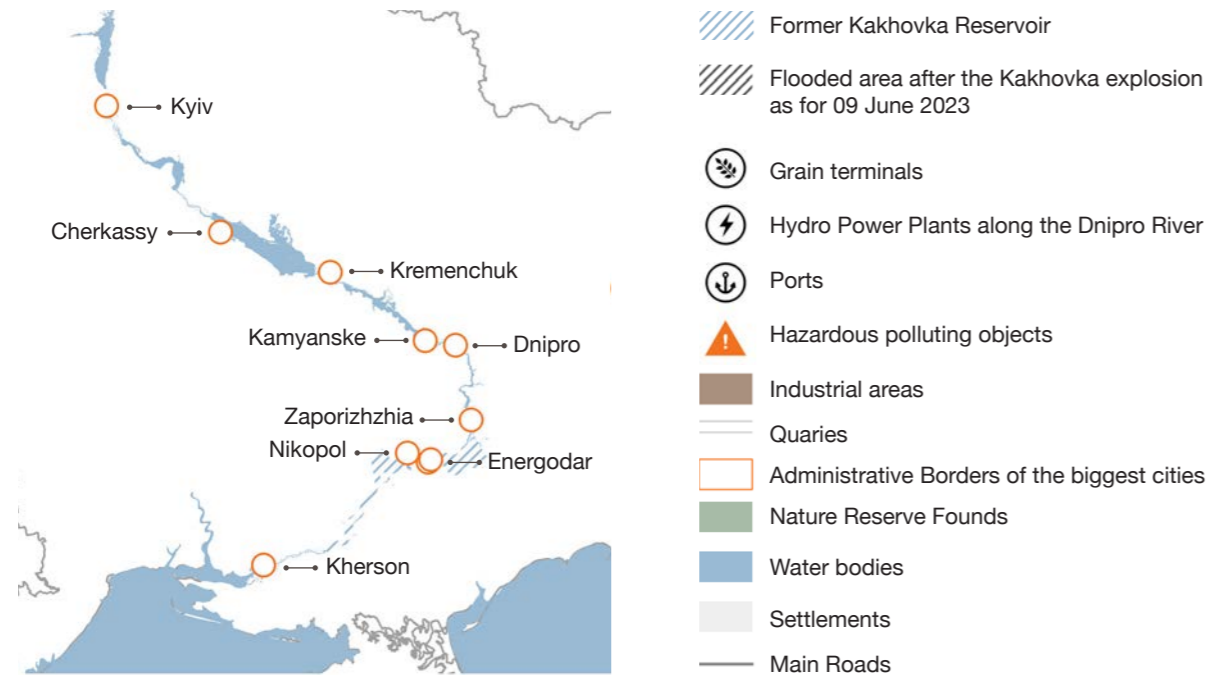 Kyiv
Cherkassy
Kremenchuk
Kamyanske
Dnipro
Zaporizhzhia
Nikopol
Energodar
Kherson
Former Kakhovka Reservoir
Flooded area after the Kakhovka explosion
as for 09 June 2023
Grain terminals
Hydro Power Plants along the Dnipro River
Ports
Hazardous polluting objects
Industrial areas
Quaries
Administrative Borders of the biggest cities
Nature Reserve Founds
Water bodies
Settlements
Main Roads